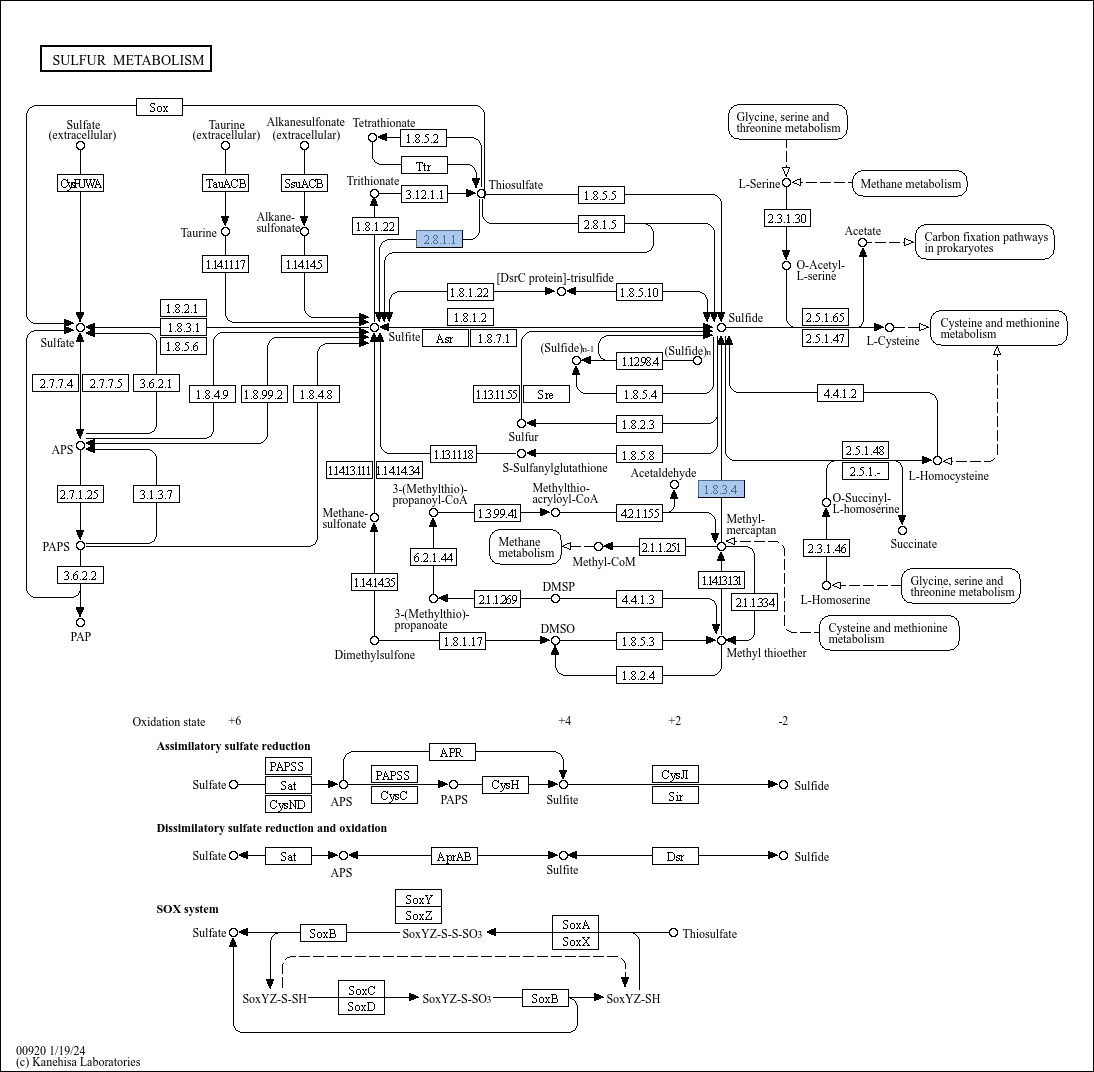 SULFUR METABOLISM
Sox
Sulfate
(extracellular)
Taurine
(extracellular)
Alkanesulfonate
(extracellular)
Tetrathionate
1.8.5.2
Ttr
Glycine, serine and
threonine metabolism
TauACB
SsuACB
Trithionate
3.12.1.1
Thiosulfate
1.8.5.5
L-Serine
Methane metabolism
Taurine
Alkane-
sulfonate
1.8.1.22
2.8.1.1
2.8.1.5
2.3.1.30
Acetate
Carbon fixation pathways
in prokaryotes
1.14.11.17
1.14.14.5
O-Acetyl-
L-serine
[DsrC protein]-trisulfide
1.8.1.22
1.8.5.10
1.8.2.1
1.8.3.1
1.8.5.6
1.8.1.2
Asr
1.8.7.1
Sulfate
Sulfite
Sulfide
2.5.1.65
2.5.1.47
L-Cysteine
Cysteine and methionine
metabolism
(Sulfide)n-1
1.12.98.4
(Sulfide)n
2.7.7.4
2.7.7.5
3.6.2.1
1.8.4.9
1.8.99.2
1.8.4.8
1.13.11.55
Sre
1.8.5.4
4.4.1.2
1.8.2.3
Sulfur
APS
1.13.11.18
1.8.5.8
S-Sulfanylglutathione
2.5.1.48
2.5.1.-
L-Homocysteine
1.14.13.111
1.14.14.34
Acetaldehyde
1.8.3.4
2.7.1.25
3.1.3.7
3-(Methylthio)-
propanoyl-CoA
Methylthio-
acryloyl-CoA
O-Succinyl-
L-homoserine
Methane-
sulfonate
1.3.99.41
4.2.1.155
Methyl-
mercaptan
Succinate
PAPS
Methane
metabolism
Methyl-CoM
2.1.1.251
2.3.1.46
6.2.1.44
3.6.2.2
1.14.14.35
1.14.13.131
L-Homoserine
Glycine, serine and
threonine metabolism
DMSP
2.1.1.269
4.4.1.3
2.1.1.334
PAP
3-(Methylthio)-
propanoate
DMSO
Cysteine and methionine
metabolism
Dimethylsulfone
1.8.1.17
1.8.5.3
Methyl thioether
1.8.2.4
Oxidation state +6 +4 +2 -2
Assimilatory sulfate reduction
APR
PAPSS
PAPSS
CysJI
Sulfate
Sat
CysH
Sulfide
CysND
APS
CysC
PAPS
Sulfite
Sir
Dissimilatory sulfate reduction and oxidation
Sulfate
Sat
AprAB
Dsr
Sulfide
APS
Sulfite
SOX system
SoxY
SoxZ
SoxA
SoxX
Sulfate
SoxB
SoxYZ-S-S-SO3
Thiosulfate
SoxC
SoxD
SoxYZ-S-SH
SoxYZ-S-SO3
SoxB
SoxYZ-SH
00920 1/19/24
(c) Kanehisa Laboratories